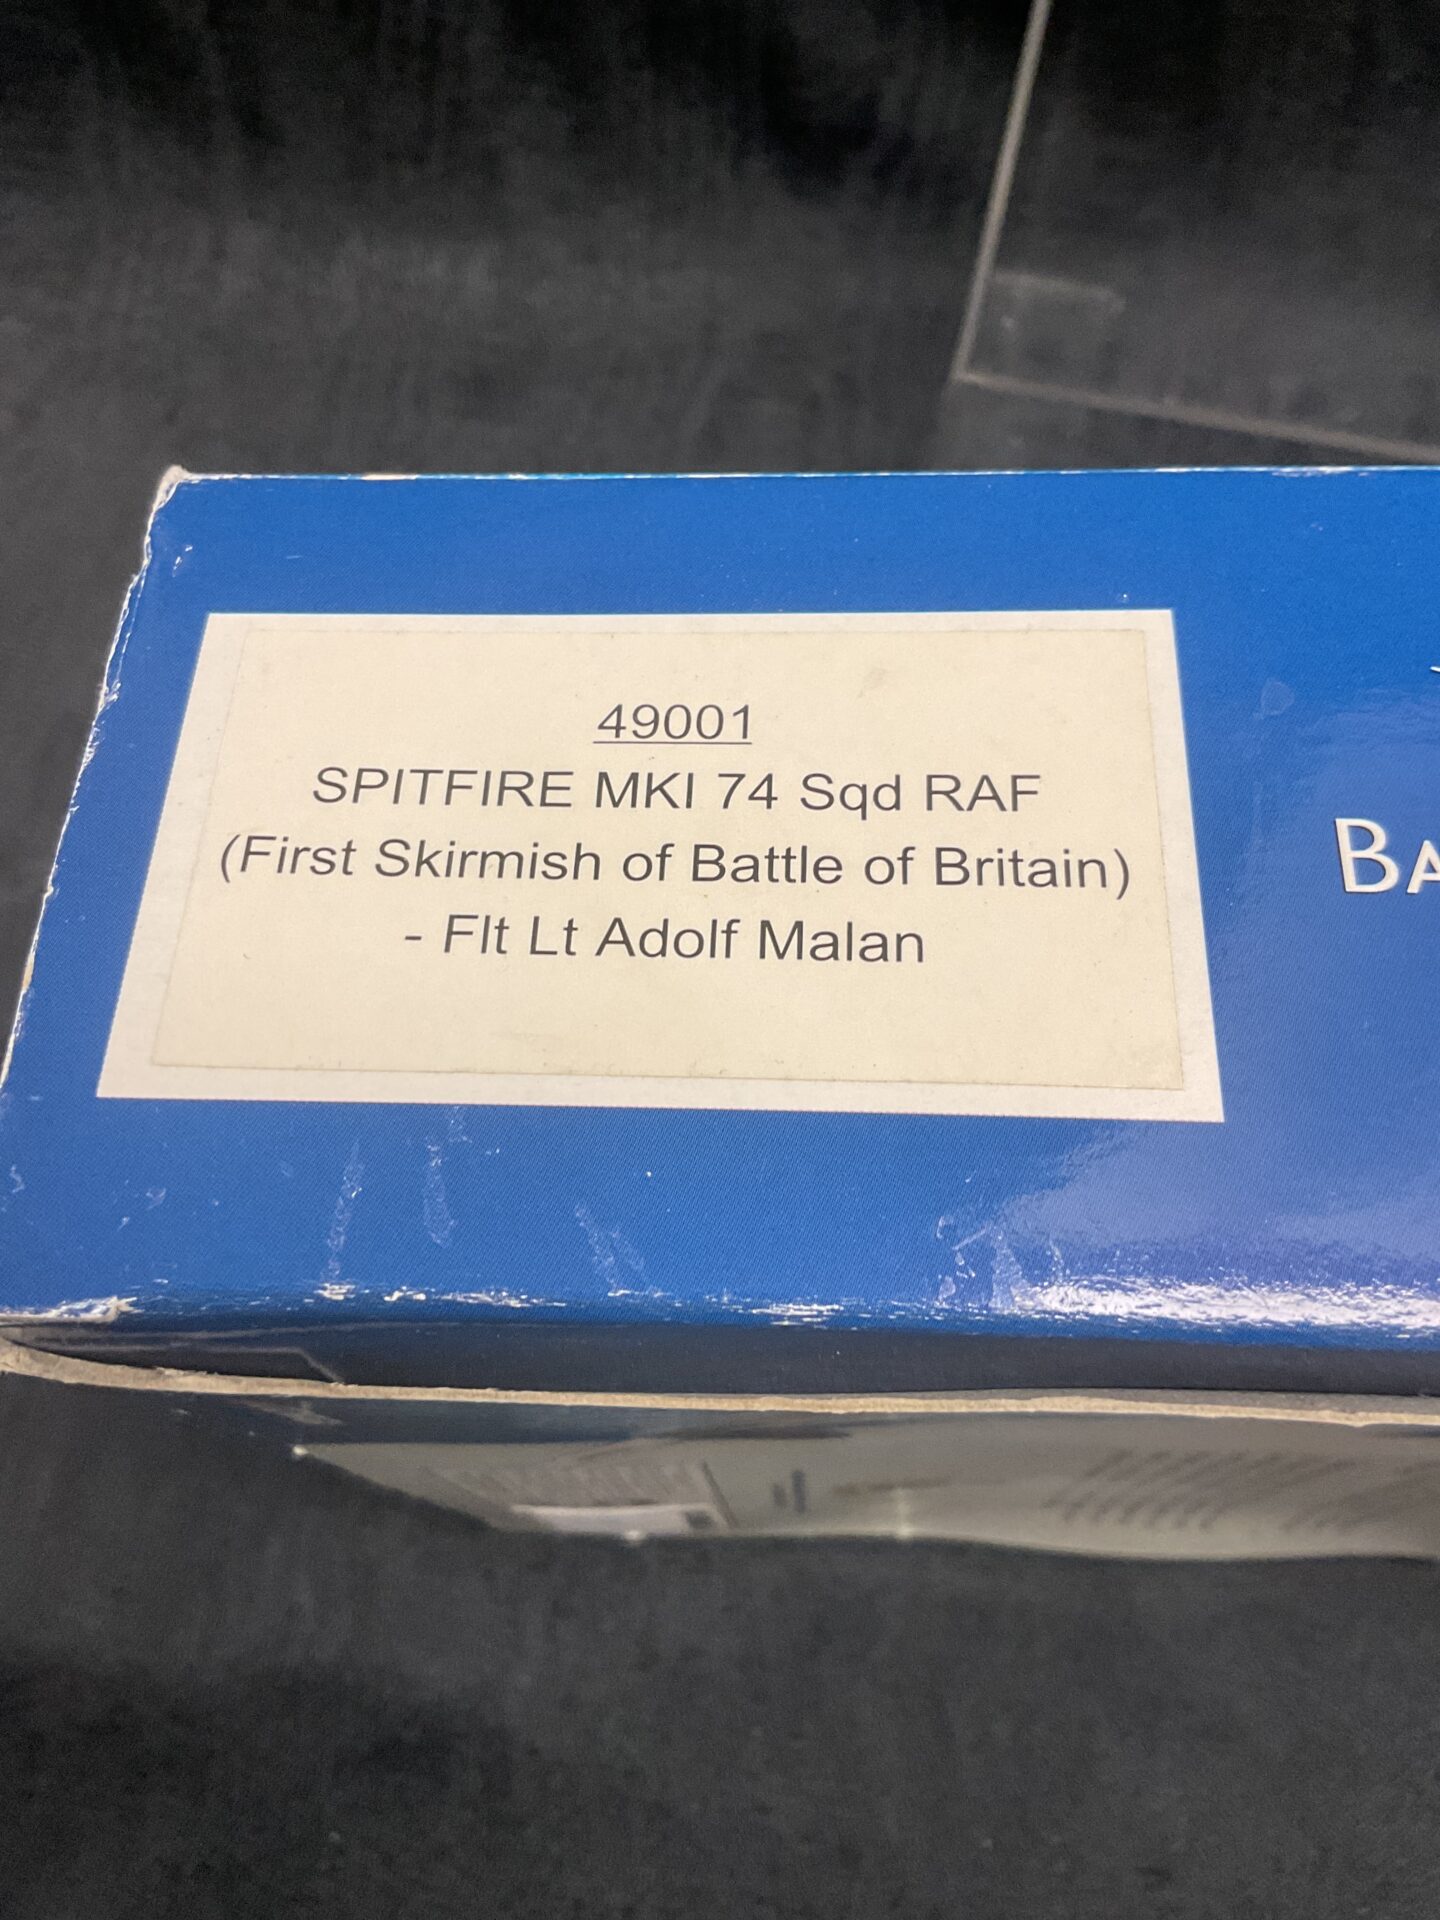 49001
SPITFIRE MKI 74 Sqd RAF
(First Skirmish of Battle of Britain)
- Flt Lt Adolf Malan